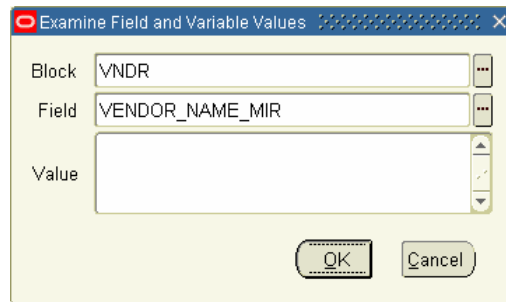 Examine Field and Variable Values
Block VNDR
Field VENDOR_NAME_MIR
Value
OK Cancel